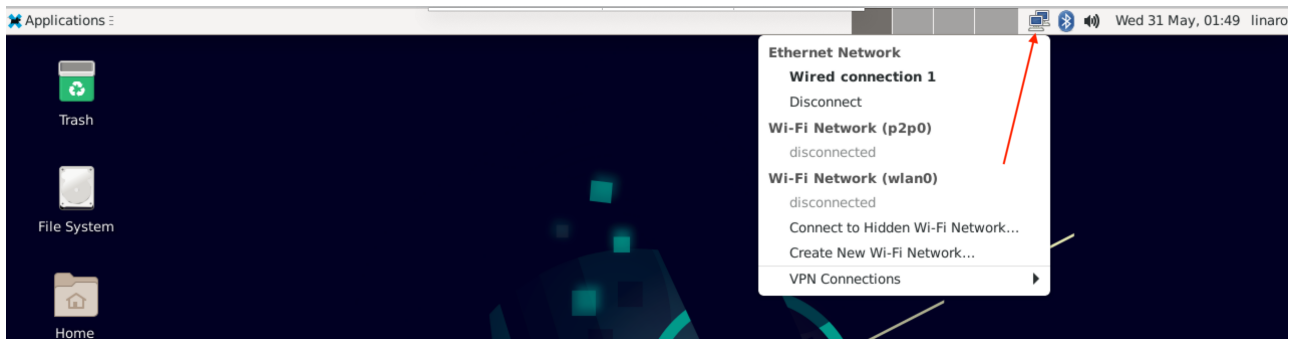 Applications
Wed 31 May, 01:49 linaro
Trash
File System
Home
Ethernet Network
Wired connection 1
Disconnect
Wi-Fi Network (p2p0)
disconnected
Wi-Fi Network (wlan0)
disconnected
Connect to Hidden Wi-Fi Network...
Create New Wi-Fi Network...
VPN Connections